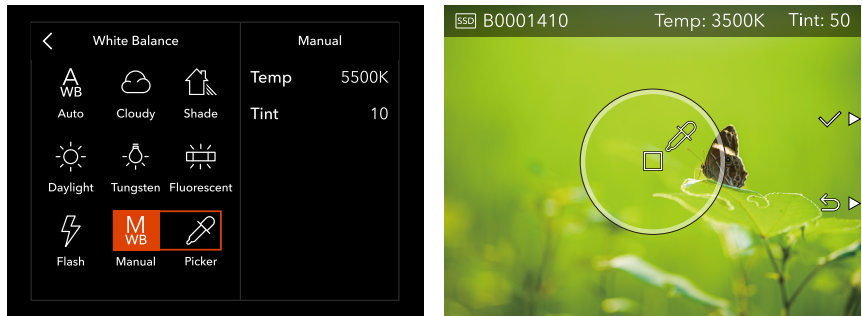 White Balance
Manual
A
WB
Auto
Cloudy
Shade
Temp 5500K
Tint 10
Daylight
Tungsten
Fluorescent
M
WB
Flash
Manual
Picker
SSD B0001410 Temp: 3500K Tint: 50